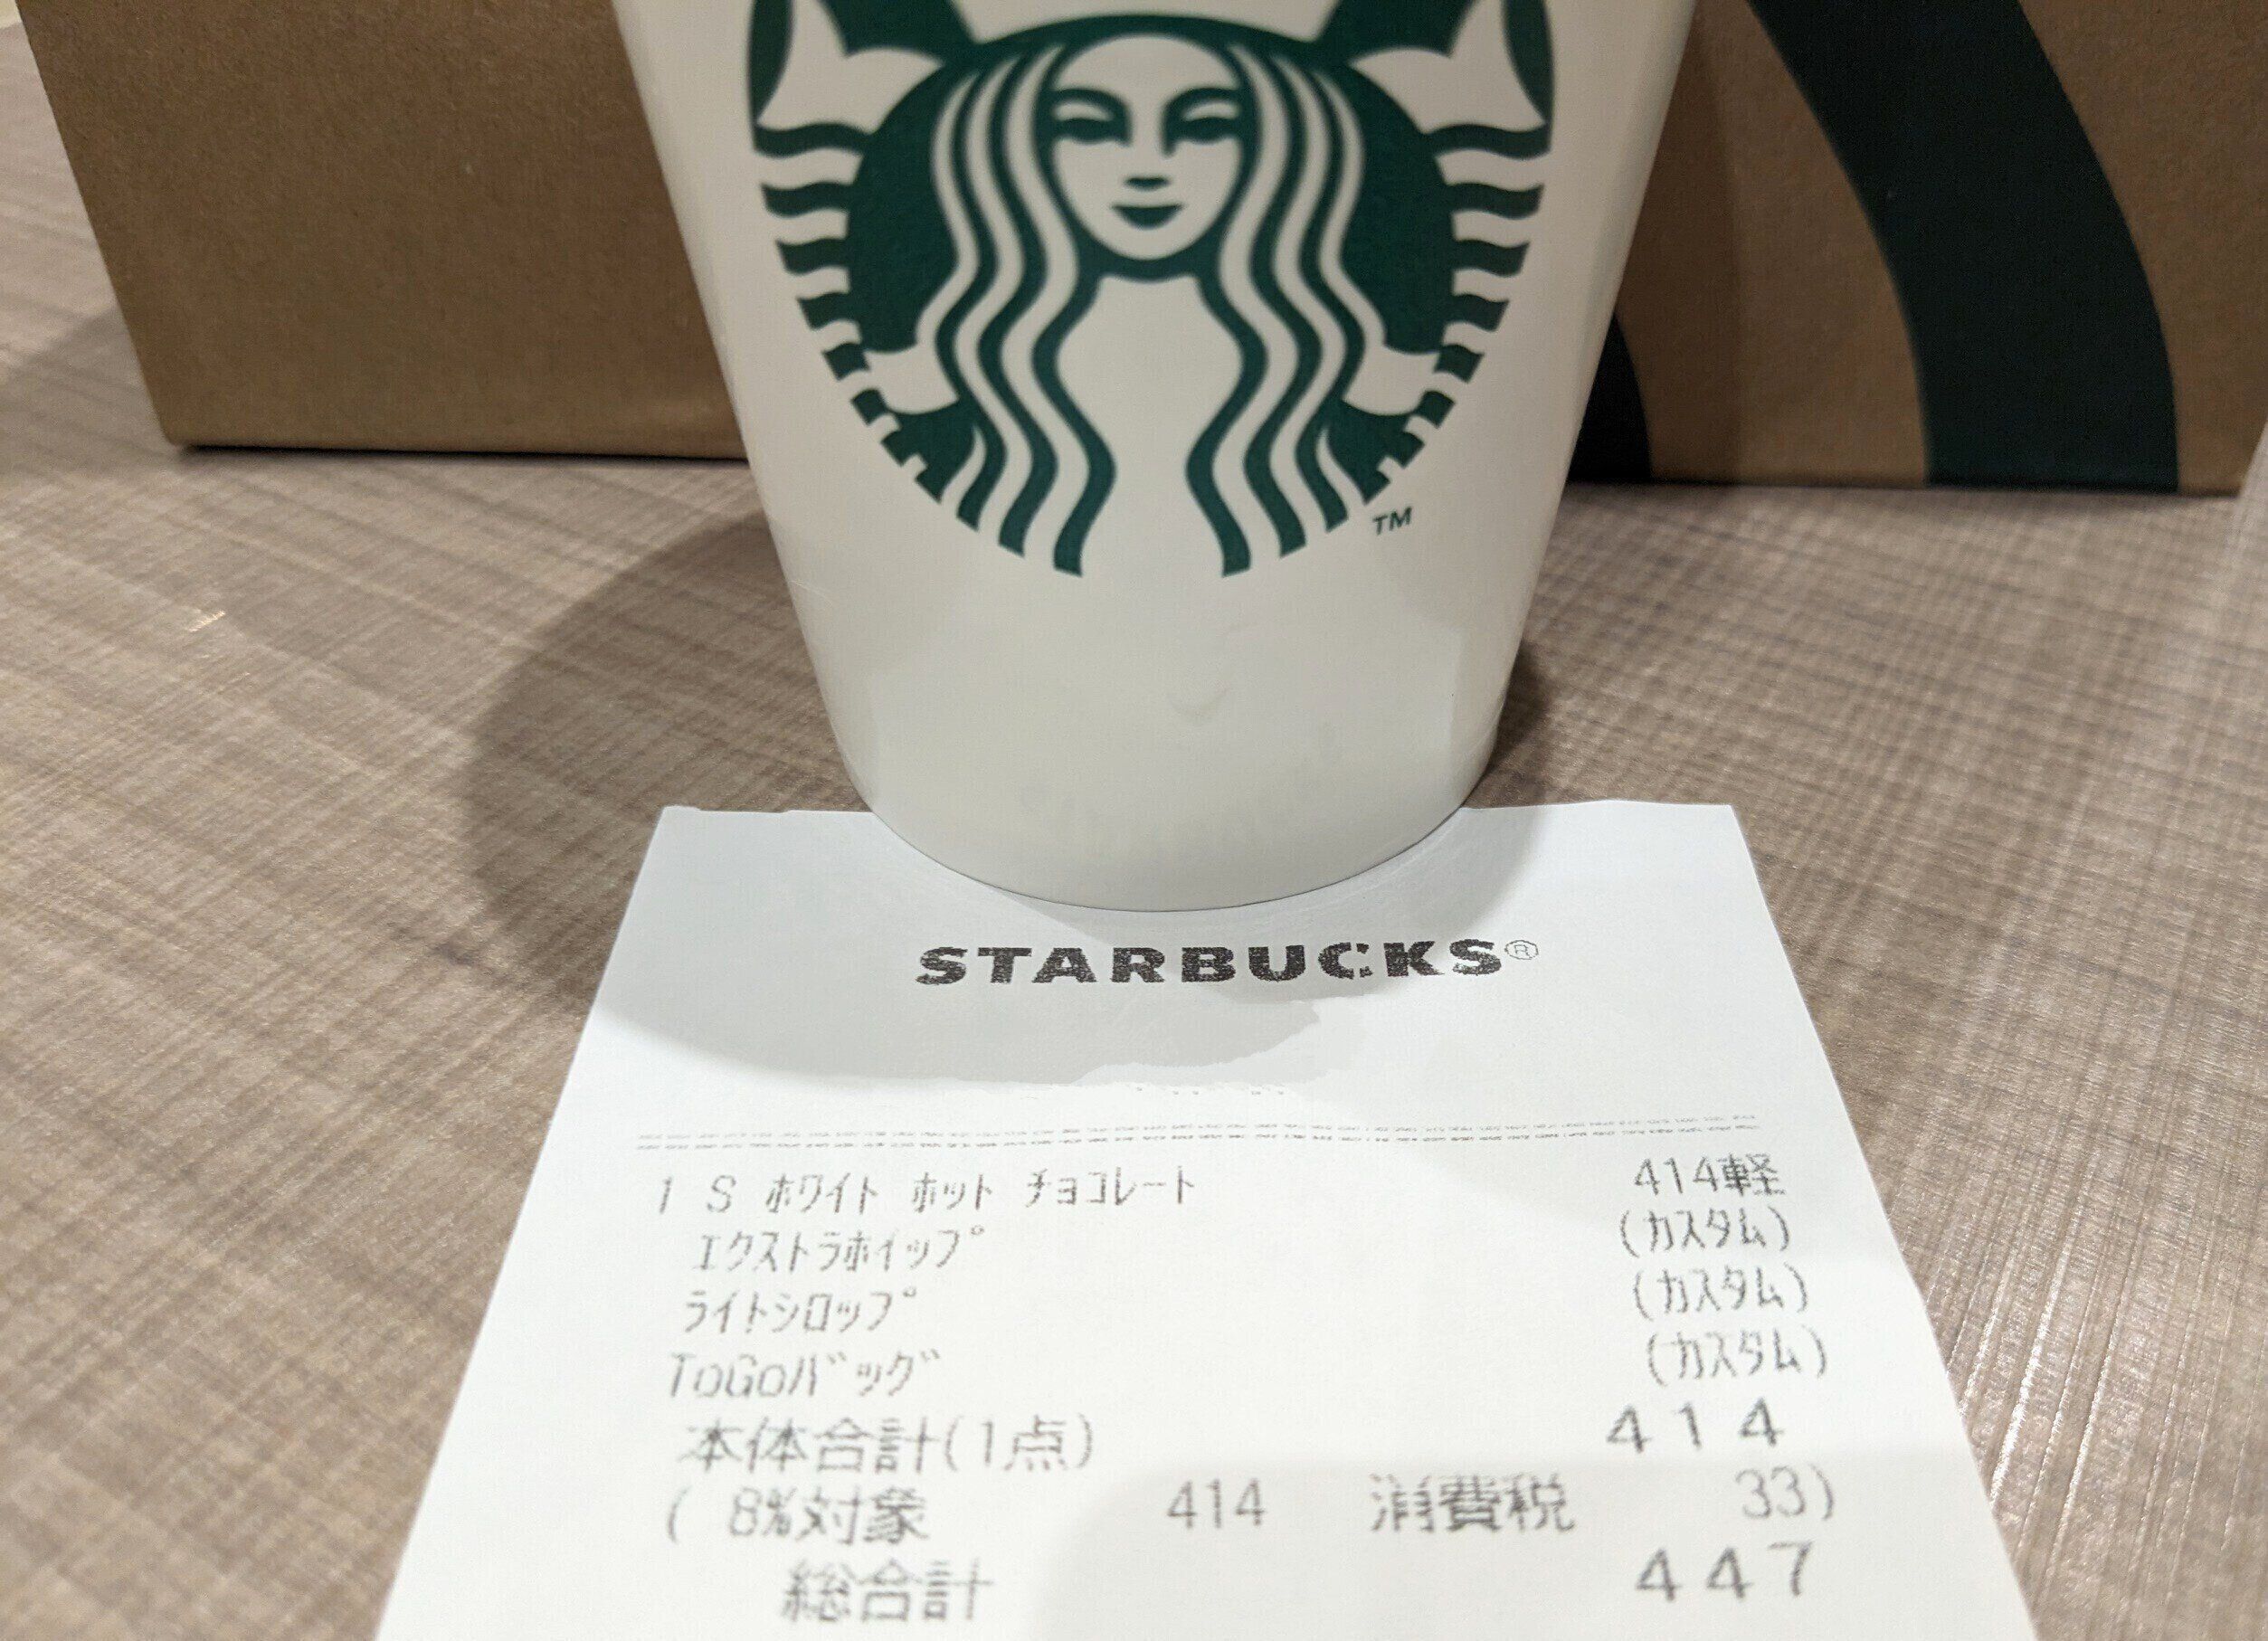 TM
STARBUCKS®
1 S ﾎﾜｲﾄ ﾎｯﾄ ﾁｮｺﾚｰﾄ 414軽
ｴｸｽﾄﾗﾎｲｯﾌﾟ (ｶｽﾀﾑ)
ﾗｲﾄｼﾛｯﾌﾟ (ｶｽﾀﾑ)
ToGoﾊﾞｯｸﾞ (ｶｽﾀﾑ)
本体合計(1点) 414
( 8%対象 414 消費税 33)
総合計 447